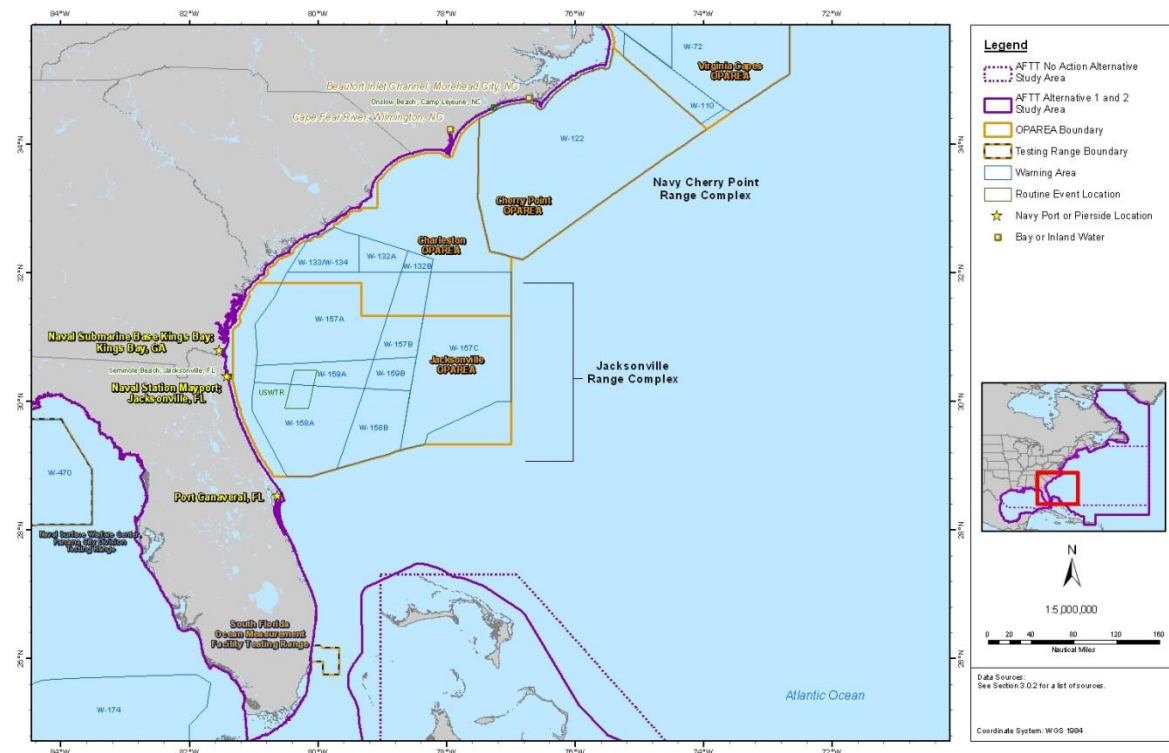 84°W 82°W 80°W 78°W 76°W 74°W 72°W
34°N
32°N
30°N
28°N
26°N
W-72
Virginia Capes
OPAREA
W-110
Beaufort Inlet Channel, Morehead City, NC
Onslow Beach, Camp Lejeune, NC
Cape Fear River, Wilmington, NC
W-122
Navy Cherry Point
Range Complex
Cherry Point
OPAREA
Charleston
OPAREA
W-133/W-134
W-132A
W-132B
W-157A
W-157B
W-157C
Jacksonville
OPAREA
Jacksonville
Range Complex
Naval Submarine Base Kings Bay;
Kings Bay, GA
Seminole Beach, Jacksonville, FL
Naval Station Mayport;
Jacksonville, FL
W-159A
W-159B
USWTR
W-158A
W-158B
W-470
Port Canaveral, FL
Naval Surface Warfare Center,
Panama City Division
Testing Range
South Florida
Ocean Measurement
Facility Testing Range
W-174
Atlantic Ocean
34°N
32°N
30°N
28°N
26°N
84°W 82°W 80°W 78°W 76°W 74°W 72°W
Legend
AFTT No Action Alternative
Study Area
AFTT Alternative 1 and 2
Study Area
OPAREA Boundary
Testing Range Boundary
Warning Area
Routine Event Location
Navy Port or Pierside Location
Bay or Inland Water
N
1:5,000,000
0 20 40 80 120 160
Nautical Miles
Data Sources:
See Section 3.0.2 for a list of sources.
Coordinate System: WGS 1984